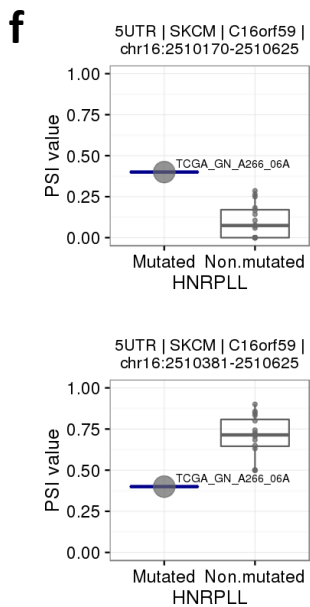 f
5UTR | SKCM | C16orf59 |
chr16:2510170-2510625
1.00
0.75
0.50
0.25
0.00
PSI value
TCGA_GN_A266_06A
Mutated Non.mutated
HNRPLL
5UTR | SKCM | C16orf59 |
chr16:2510381-2510625
1.00
0.75
0.50
0.25
0.00
PSI value
TCGA_GN_A266_06A
Mutated Non.mutated
HNRPLL